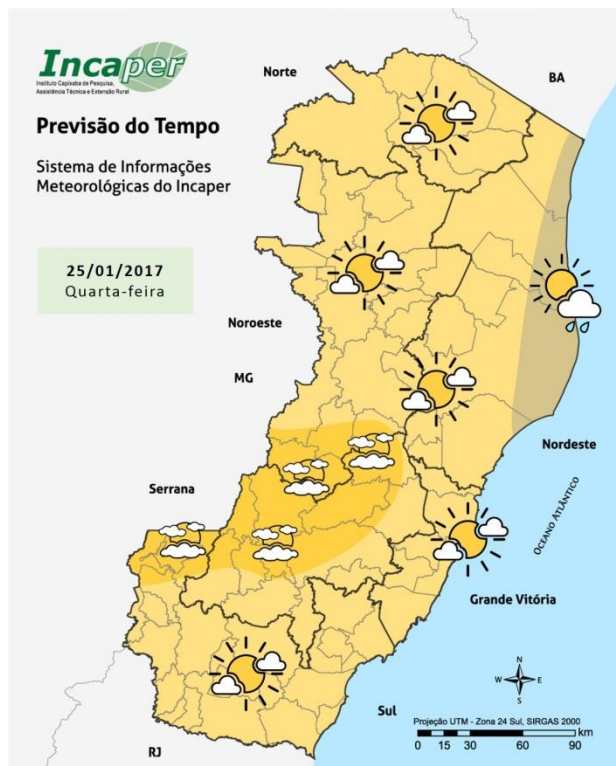 Incaper
Instituto Capixaba de Pesquisa,
Assistência Técnica e Extensão Rural
Previsão do Tempo
Sistema de Informações
Meteorológicas do Incaper
25/01/2017
Quarta-feira
Norte
BA
Noroeste
MG
Nordeste
Serrana
OCEANO ATLÂNTICO
Grande Vitória
N
W
E
S
Sul
RJ
Projeção UTM - Zona 24 Sul, SIRGAS 2000
km
0 15 30 60 90